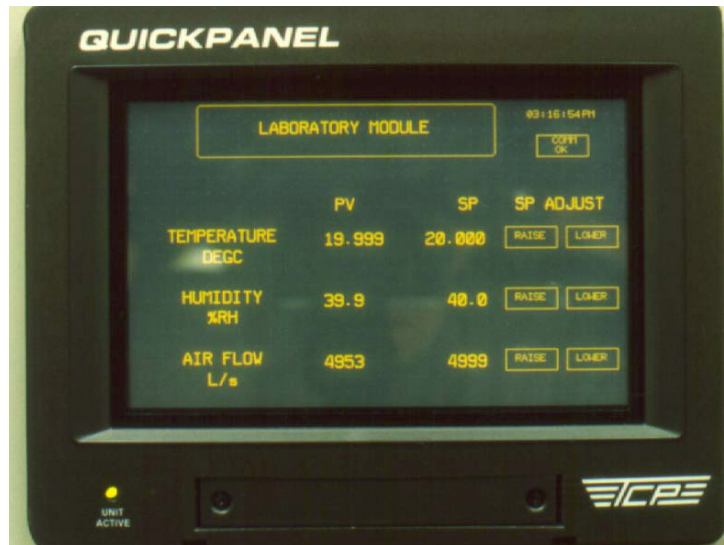 QUICKPANEL
LABORATORY MODULE
03:16:54PM
COMM
OK
PV SP SP ADJUST
TEMPERATURE 19.999 20.000 RAISE LOWER
DEGC
HUMIDITY 39.9 40.0 RAISE LOWER
%RH
AIR FLOW 4953 4999 RAISE LOWER
L/s
UNIT
ACTIVE
TCP